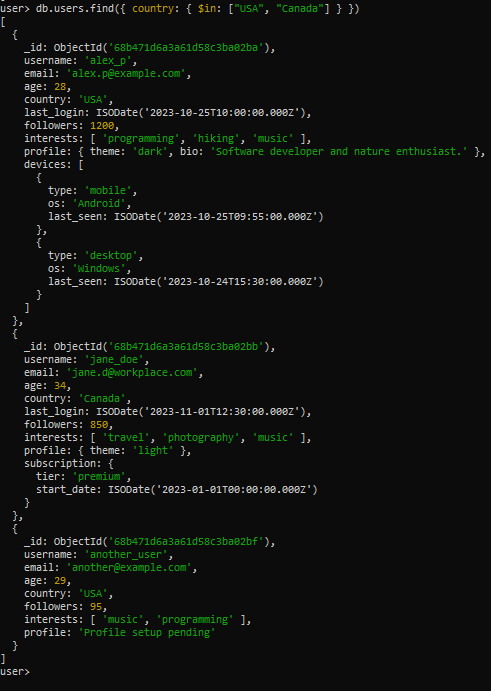 user> db.users.find({ country: { $in: ["USA", "Canada"] } })
[
  {
    _id: ObjectId('68b471d6a3a61d58c3ba02ba'),
    username: 'alex_p',
    email: 'alex.p@example.com',
    age: 28,
    country: 'USA',
    last_login: ISODate('2023-10-25T10:00:00.000Z'),
    followers: 1200,
    interests: [ 'programming', 'hiking', 'music' ],
    profile: { theme: 'dark', bio: 'Software developer and nature enthusiast.' },
    devices: [
      {
        type: 'mobile',
        os: 'Android',
        last_seen: ISODate('2023-10-25T09:55:00.000Z')
      },
      {
        type: 'desktop',
        os: 'Windows',
        last_seen: ISODate('2023-10-24T15:30:00.000Z')
      }
    ]
  },
  {
    _id: ObjectId('68b471d6a3a61d58c3ba02bb'),
    username: 'jane_doe',
    email: 'jane.d@workplace.com',
    age: 34,
    country: 'Canada',
    last_login: ISODate('2023-11-01T12:30:00.000Z'),
    followers: 850,
    interests: [ 'travel', 'photography', 'music' ],
    profile: { theme: 'light' },
    subscription: {
      tier: 'premium',
      start_date: ISODate('2023-01-01T00:00:00.000Z')
    }
  },
  {
    _id: ObjectId('68b471d6a3a61d58c3ba02bf'),
    username: 'another_user',
    email: 'another@example.com',
    age: 29,
    country: 'USA',
    followers: 95,
    interests: [ 'music', 'programming' ],
    profile: 'Profile setup pending'
  }
]
user>